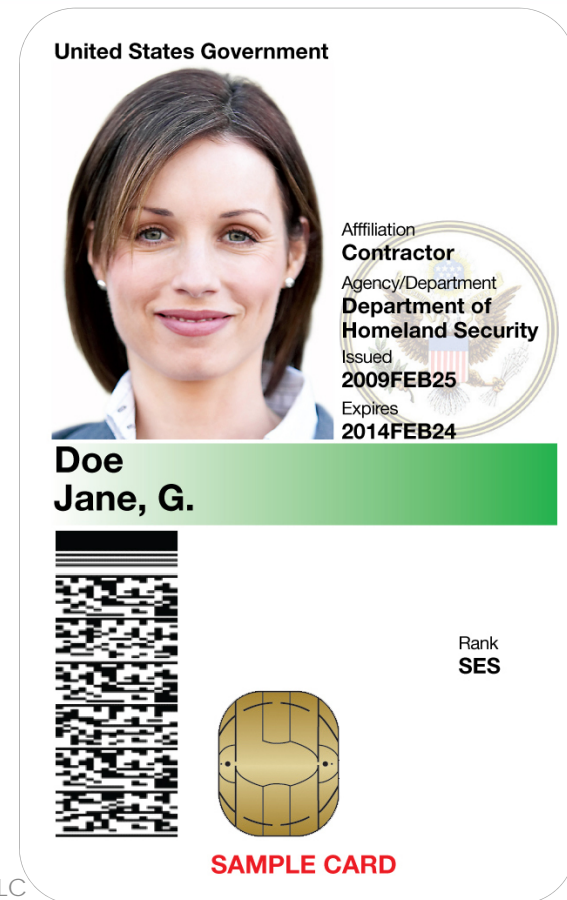 United States Government
Afffiliation
Contractor
Agency/Department
Department of
Homeland Security
Issued
2009FEB25
Expires
2014FEB24
Doe
Jane, G.
Rank
SES
SAMPLE CARD
LC